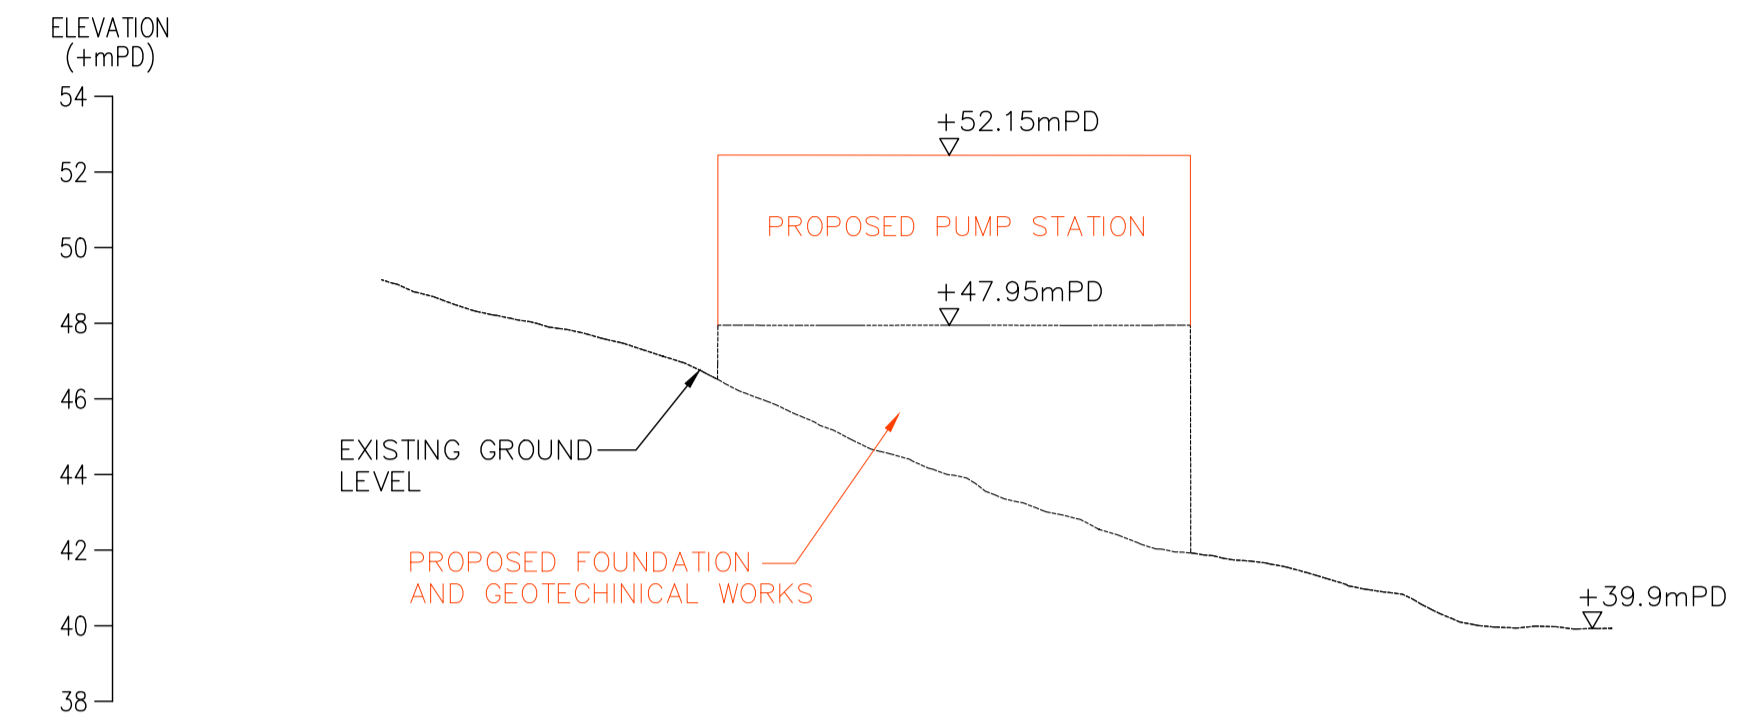 ELEVATION
(+mPD)
54
52
50
48
46
44
42
40
38
+52.15mPD
PROPOSED PUMP STATION
+47.95mPD
EXISTING GROUND
LEVEL
PROPOSED FOUNDATION
AND GEOTECHINICAL WORKS
+39.9mPD